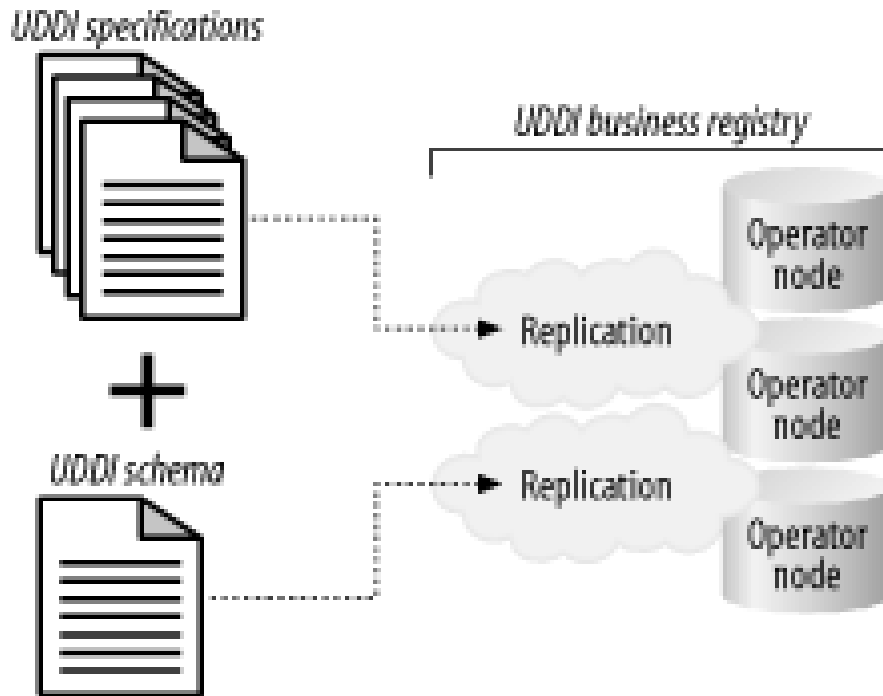 UDDI specifications
UDDI business registry
Operator
node
Replication
Operator
node
UDDI schema
Replication
Operator
node